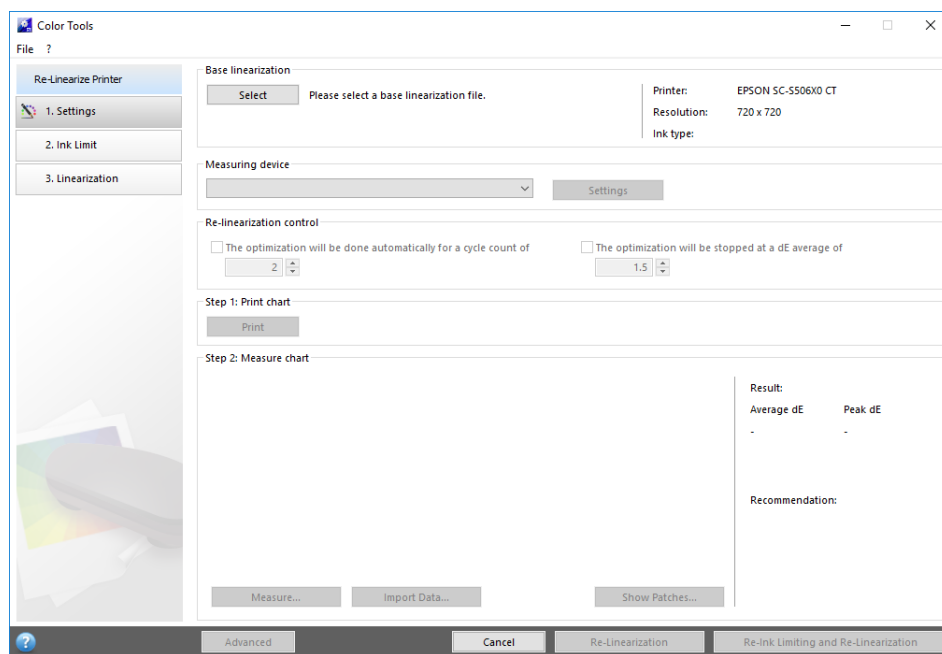 Color Tools
File ?
Re-Linearize Printer
1. Settings
2. Ink Limit
3. Linearization
Base linearization
Select Please select a base linearization file.
Printer: EPSON SC-S506X0 CT
Resolution: 720 x 720
Ink type:
Measuring device
Settings
Re-linearization control
The optimization will be done automatically for a cycle count of
2
The optimization will be stopped at a dE average of
1.5
Step 1: Print chart
Print
Step 2: Measure chart
Result:
Average dE Peak dE
- -
Recommendation:
Measure... Import Data... Show Patches...
? Advanced Cancel Re-Linearization Re-Ink Limiting and Re-Linearization